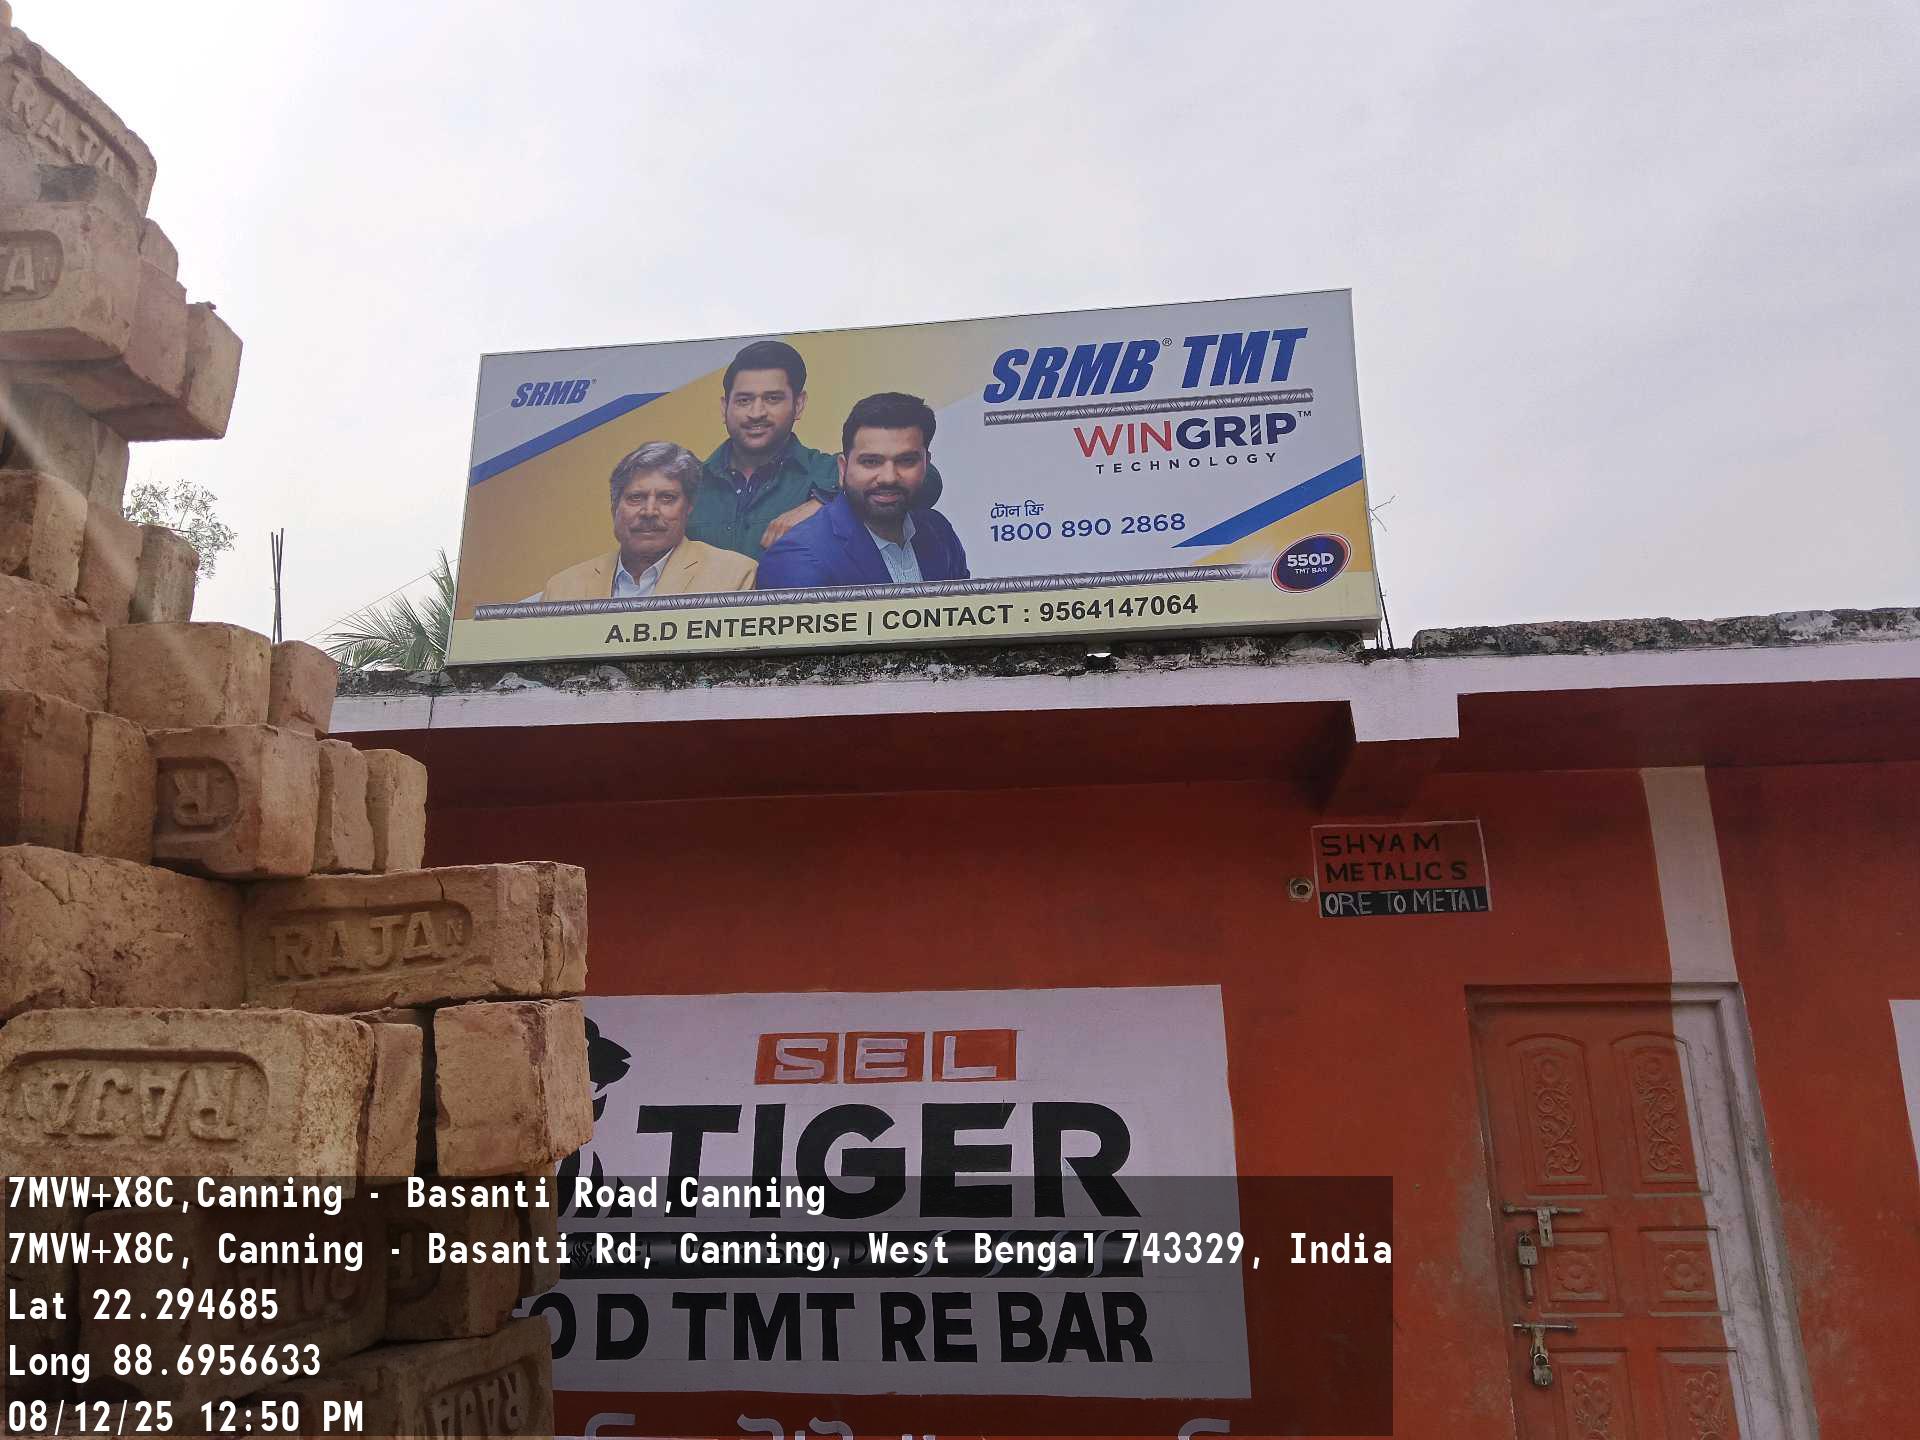 RAJA
SRMB®
SRMB® TMT
WINGRIP™
TECHNOLOGY
টোল ফ্রি
1800 890 2868
550D
TMT BAR
A.B.D ENTERPRISE | CONTACT : 9564147064
SHYAM
METALICS
ORE TO METAL
R
RAJAN
RAJA
SEL
TIGER
D TMT RE BAR
7MVW+X8C,Canning - Basanti Road,Canning
7MVW+X8C, Canning - Basanti Rd, Canning, West Bengal 743329, India
Lat 22.294685
Long 88.6956633
08/12/25 12:50 PM